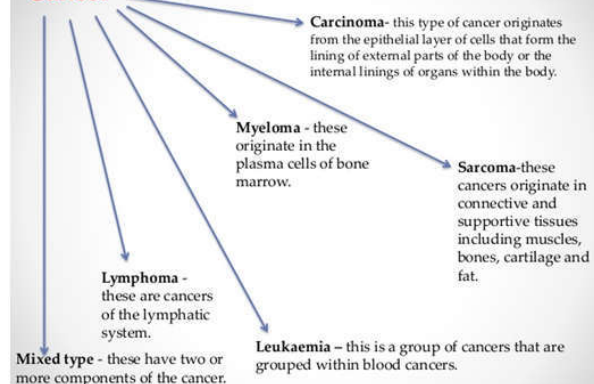 Carcinoma- this type of cancer originates
from the epithelial layer of cells that form the
lining of external parts of the body or the
internal linings of organs within the body.
Myeloma - these
originate in the
plasma cells of bone
marrow.
Sarcoma-these
cancers originate in
connective and
supportive tissues
including muscles,
bones, cartilage and
fat.
Lymphoma -
these are cancers
of the lymphatic
system.
Leukaemia – this is a group of cancers that are
grouped within blood cancers.
Mixed type - these have two or
more components of the cancer.